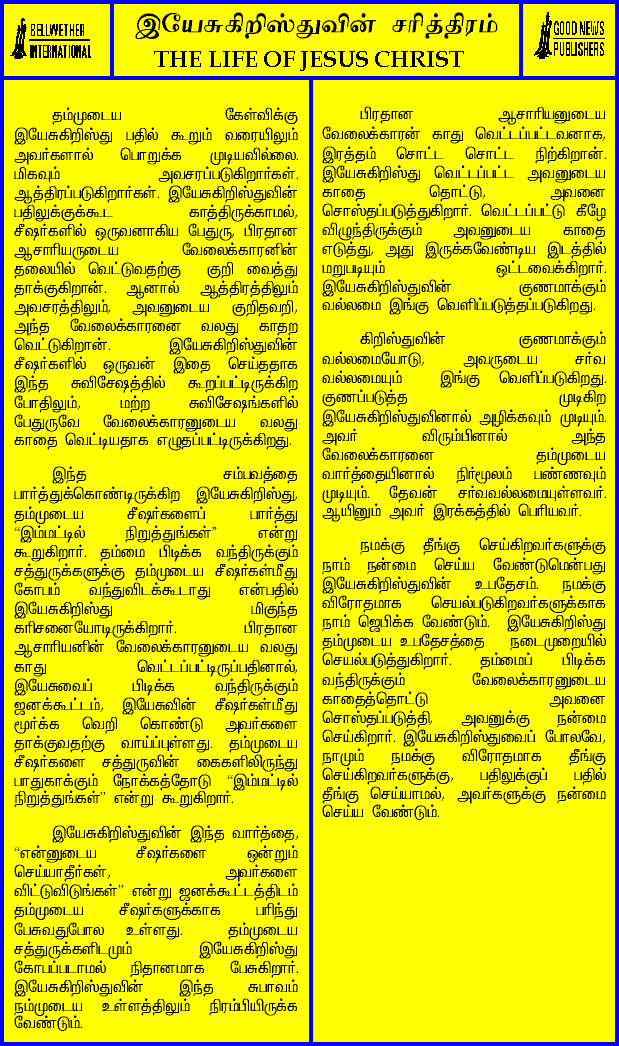 BELLWETHER
INTERNATIONAL
இயேசுகிறிஸ்துவின் சரித்திரம்
THE LIFE OF JESUS CHRIST
GOOD NEWS
PUBLISHERS
தம்முடைய கேள்விக்கு
இயேசுகிறிஸ்து பதில் கூறும் வரையிலும்
அவர்களால் பொறுக்க முடியவில்லை.
மிகவும் அவசரப்படுகிறார்கள்.
ஆத்திரப்படுகிறார்கள். இயேசுகிறிஸ்துவின்
பதிலுக்குக்கூட காத்திருக்காமல்,
சீஷர்களில் ஒருவனாகிய பேதுரு, பிரதான
ஆசாரியருடைய வேலைக்காரனின்
தலையில் வெட்டுவதற்கு குறி வைத்து
தாக்குகிறான். ஆனால் ஆத்திரத்திலும்
அவசரத்திலும், அவனுடைய குறிதவறி,
அந்த வேலைக்காரனை வலது காதற
வெட்டுகிறான். இயேசுகிறிஸ்துவின்
சீஷர்களில் ஒருவன் இதை செய்ததாக
இந்த சுவிசேஷத்தில் கூறப்பட்டிருக்கிற
போதிலும், மற்ற சுவிசேஷங்களில்
பேதுருவே வேலைக்காரனுடைய வலது
காதை வெட்டியதாக எழுதப்பட்டிருக்கிறது.
இந்த சம்பவத்தை
பார்த்துக்கொண்டிருக்கிற இயேசுகிறிஸ்து,
தம்முடைய சீஷர்களைப் பார்த்து
“இம்மட்டில் நிறுத்துங்கள்” என்று
கூறுகிறார். தம்மை பிடிக்க வந்திருக்கும்
சத்துருக்களுக்கு தம்முடைய சீஷர்கள்மீது
கோபம் வந்துவிடக்கூடாது என்பதில்
இயேசுகிறிஸ்து மிகுந்த
கரிசனையோடிருக்கிறார். பிரதான
ஆசாரியனின் வேலைக்காரனுடைய வலது
காது வெட்டப்பட்டிருப்பதினால்,
இயேசுவைப் பிடிக்க வந்திருக்கும்
ஜனக்கூட்டம், இயேசுவின் சீஷர்கள்மீது
மூர்க்க வெறி கொண்டு அவர்களை
தாக்குவதற்கு வாய்ப்புள்ளது. தம்முடைய
சீஷர்களை சத்துருவின் கைகளிலிருந்து
பாதுகாக்கும் நோக்கத்தோடு “இம்மட்டில்
நிறுத்துங்கள்” என்று கூறுகிறார்.
இயேசுகிறிஸ்துவின் இந்த வார்த்தை,
“என்னுடைய சீஷர்களை ஒன்றும்
செய்யாதீர்கள், அவர்களை
விட்டுவிடுங்கள்” என்று ஜனக்கூட்டத்திடம்
தம்முடைய சீஷர்களுக்காக பரிந்து
பேசுவதுபோல உள்ளது. தம்முடைய
சத்துருக்களிடமும் இயேசுகிறிஸ்து
கோபப்படாமல் நிதானமாக பேசுகிறார்.
இயேசுகிறிஸ்துவின் இந்த சுபாவம்
நம்முடைய உள்ளத்திலும் நிரம்பியிருக்க
வேண்டும்.
பிரதான ஆசாரியனுடைய
வேலைக்காரன் காது வெட்டப்பட்டவனாக,
இரத்தம் சொட்ட சொட்ட நிற்கிறான்.
இயேசுகிறிஸ்து வெட்டப்பட்ட அவனுடைய
காதை தொட்டு, அவனை
சொஸ்தப்படுத்துகிறார். வெட்டப்பட்டு கீழே
விழுந்திருக்கும் அவனுடைய காதை
எடுத்து, அது இருக்கவேண்டிய இடத்தில்
மறுபடியும் ஒட்டவைக்கிறார்.
இயேசுகிறிஸ்துவின் குணமாக்கும்
வல்லமை இங்கு வெளிப்படுத்தப்படுகிறது.
கிறிஸ்துவின் குணமாக்கும்
வல்லமையோடு, அவருடைய சர்வ
வல்லமையும் இங்கு வெளிப்படுகிறது.
குணப்படுத்த முடிகிற
இயேசுகிறிஸ்துவினால் அழிக்கவும் முடியும்.
அவர் விரும்பினால் அந்த
வேலைக்காரனை தம்முடைய
வார்த்தையினால் நிர்மூலம் பண்ணவும்
முடியும். தேவன் சர்வவல்லமையுள்ளவர்.
ஆயினும் அவர் இரக்கத்தில் பெரியவர்.
நமக்கு தீங்கு செய்கிறவர்களுக்கு
நாம் நன்மை செய்ய வேண்டுமென்பது
இயேசுகிறிஸ்துவின் உபதேசம். நமக்கு
விரோதமாக செயல்படுகிறவர்களுக்காக
நாம் ஜெபிக்க வேண்டும். இயேசுகிறிஸ்து
தம்முடைய உபதேசத்தை நடைமுறையில்
செயல்படுத்துகிறார். தம்மைப் பிடிக்க
வந்திருக்கும் வேலைக்காரனுடைய
காதைத்தொட்டு அவனை
சொஸ்தப்படுத்தி, அவனுக்கு நன்மை
செய்கிறார். இயேசுகிறிஸ்துவைப் போலவே,
நாமும் நமக்கு விரோதமாக தீங்கு
செய்கிறவர்களுக்கு, பதிலுக்குப் பதில்
தீங்கு செய்யாமல், அவர்களுக்கு நன்மை
செய்ய வேண்டும்.